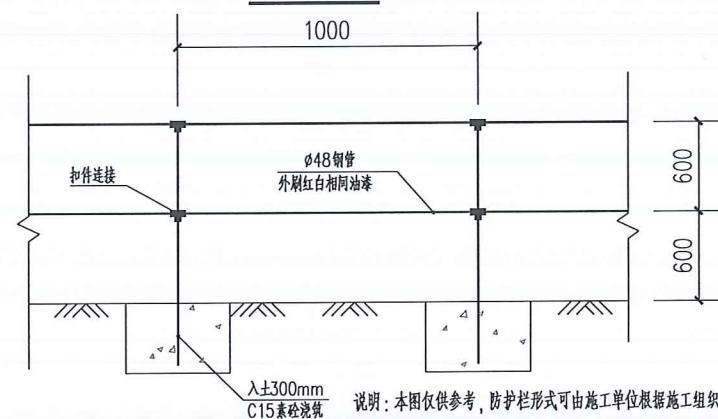 1000
扣件连接
ø48钢管
外刷红白相间油漆
600
600
入土300mm
C15素砼浇筑
说明：本图仅供参考，防护栏形式可由施工单位根据施工组织